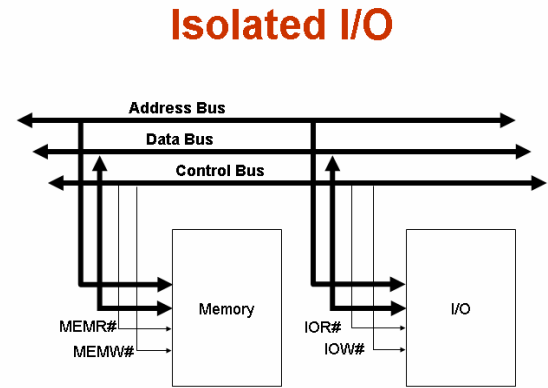 Isolated I/O
Address Bus
Data Bus
Control Bus
Memory
I/O
MEMR#
IOR#
MEMW#
IOW#